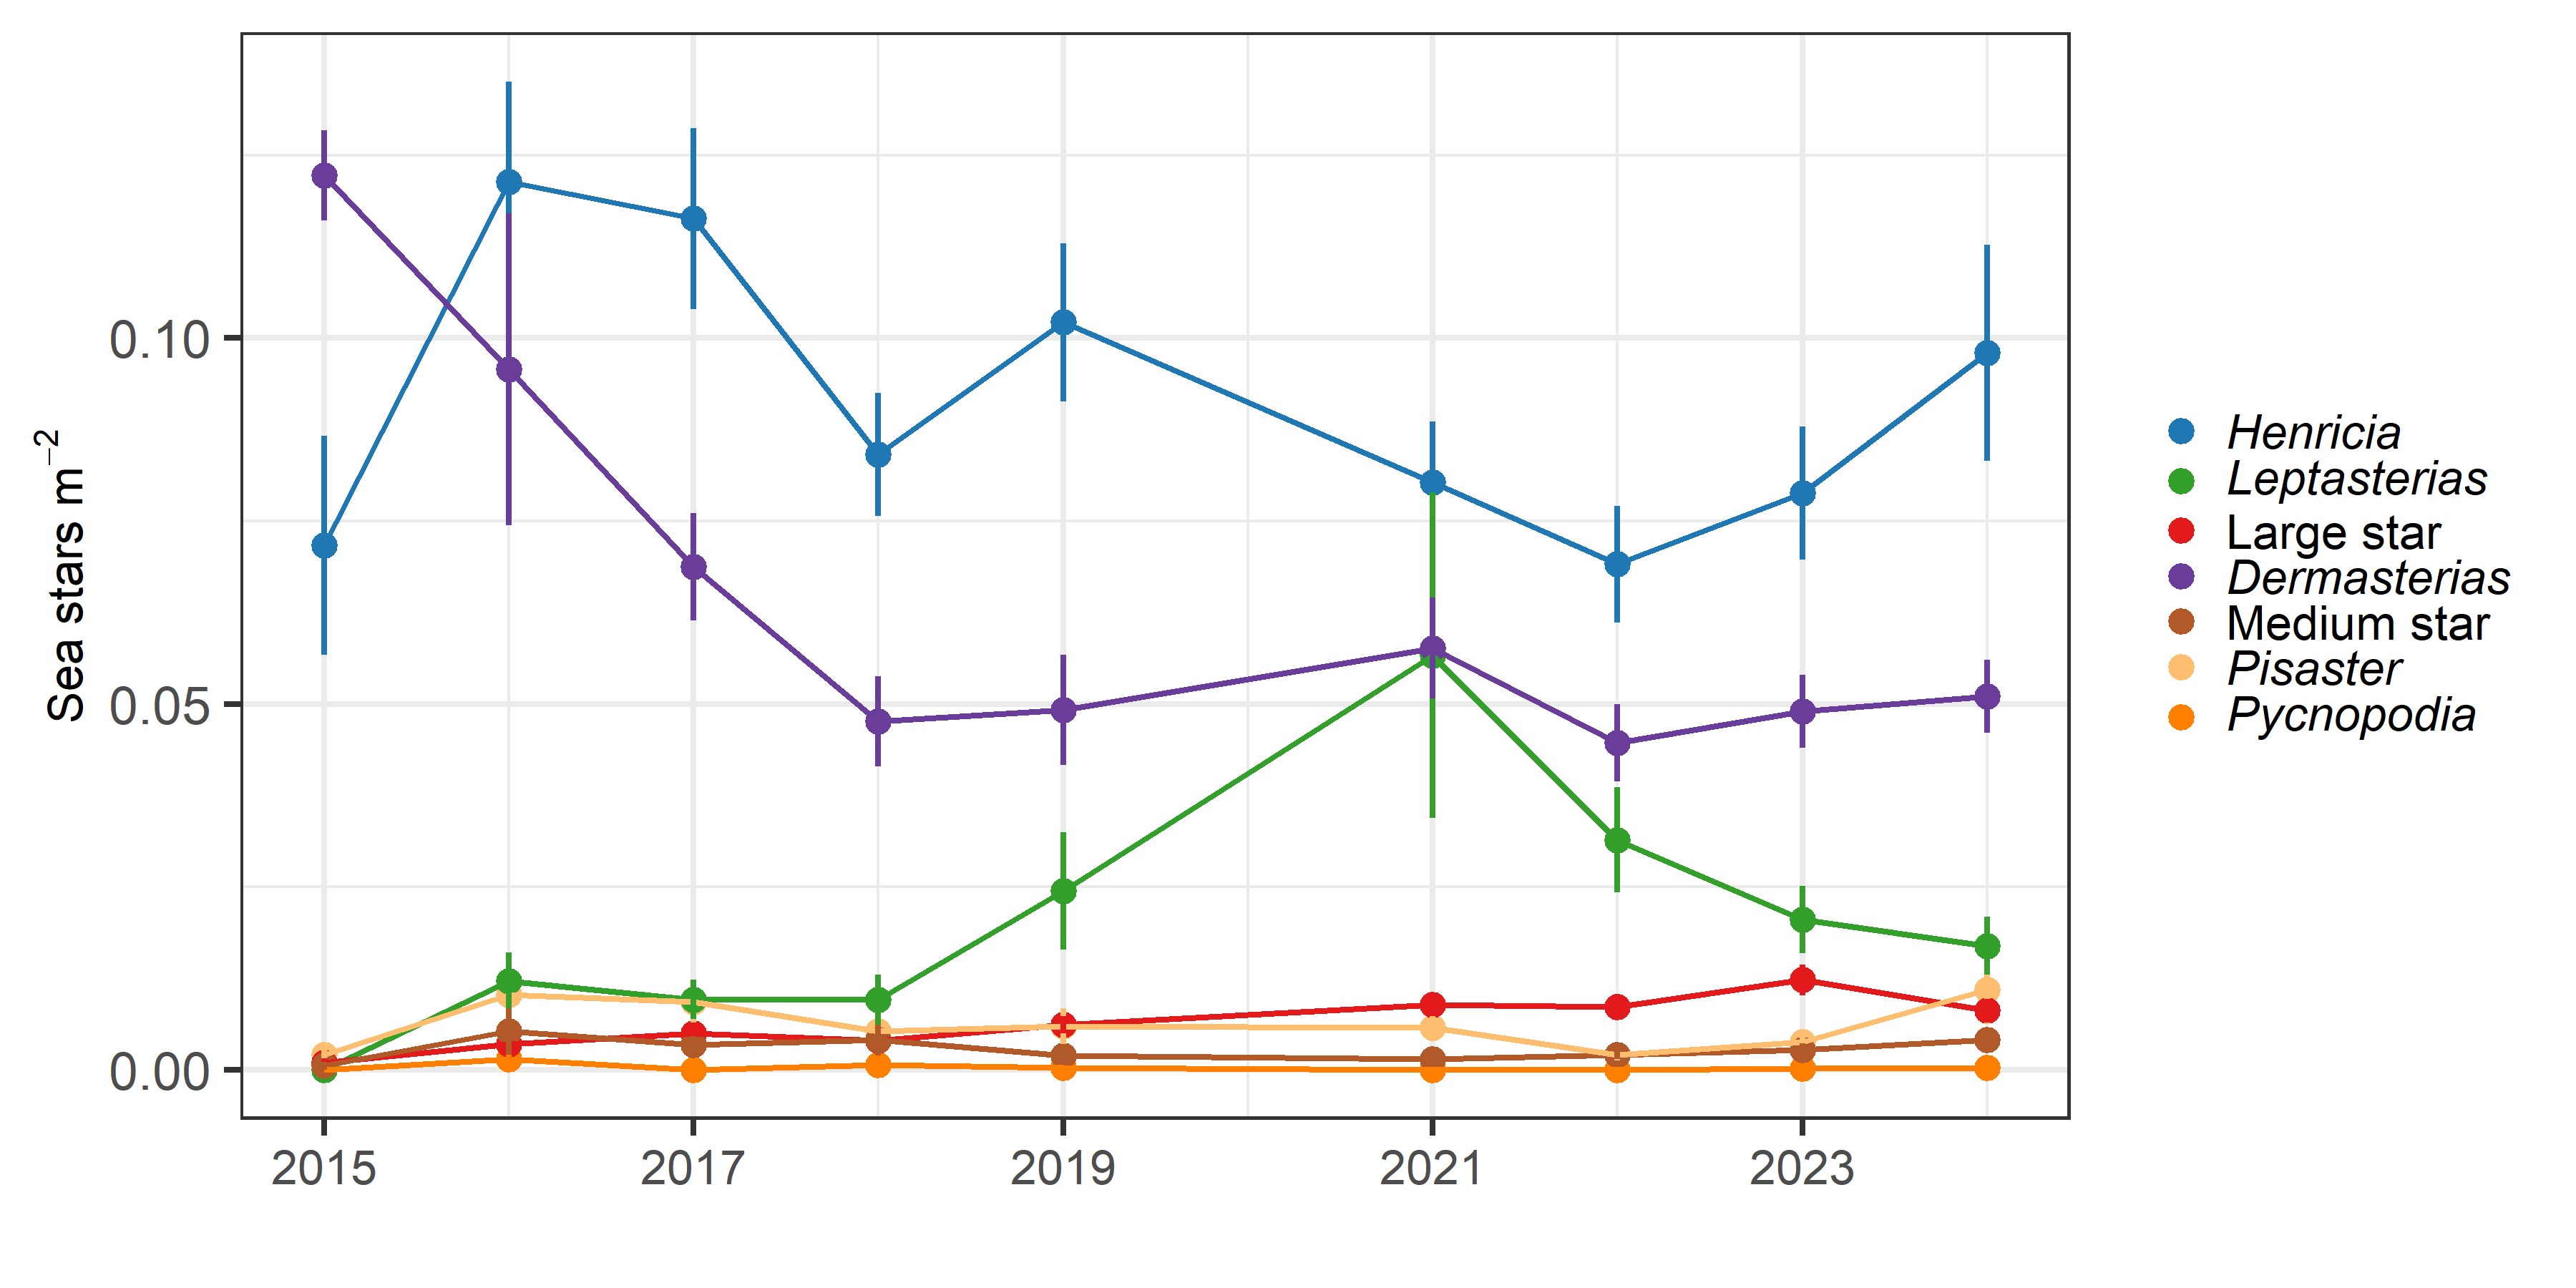 Sea stars m⁻²
0.10
0.05
0.00
2015 2017 2019 2021 2023
Henricia
Leptasterias
Large star
Dermasterias
Medium star
Pisaster
Pycnopodia